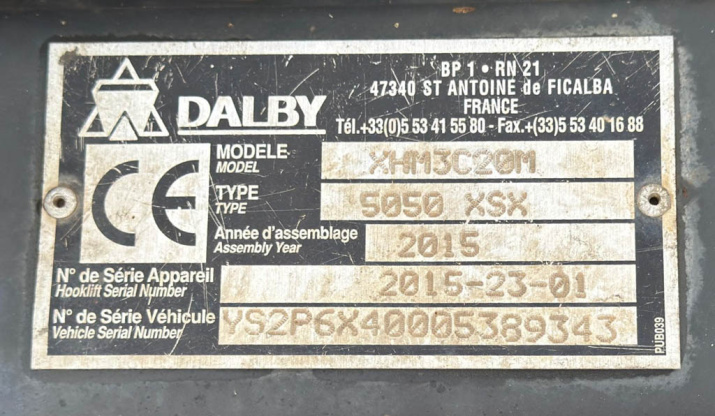 DALBY
BP 1 • RN 21
47340 ST ANTOINE de FICALBA
FRANCE
Tél.+33(0)5 53 41 55 80 - Fax.+(33)5 53 40 16 88
CE
MODELE
MODEL
XHM3C20M
TYPE
TYPE
5050 XSX
Année d'assemblage
Assembly Year
2015
N° de Série Appareil
Hooklift Serial Number
2015-23-01
N° de Série Véhicule
Vehicle Serial Number
YS2P6X40005389343
PUB039